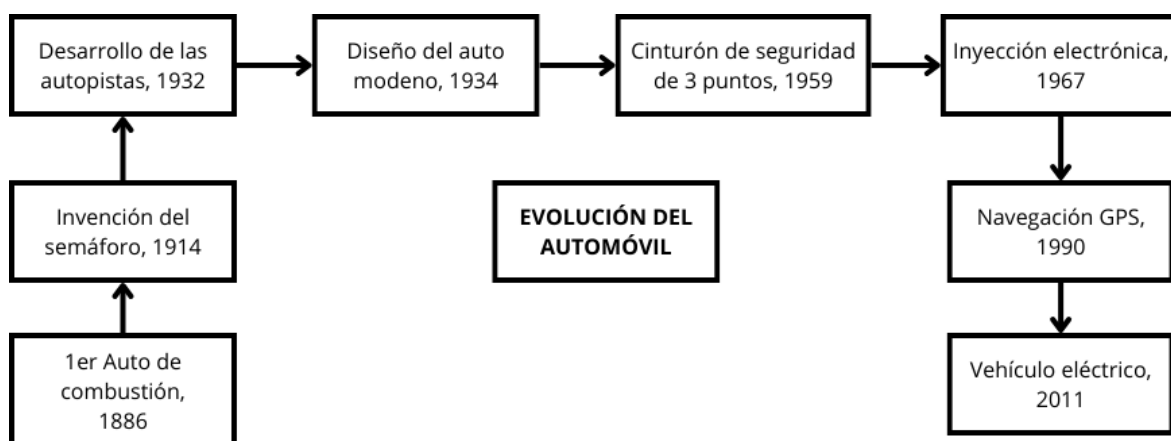 Desarrollo de las
autopistas, 1932
Diseño del auto
modeno, 1934
Cinturón de seguridad
de 3 puntos, 1959
Inyección electrónica,
1967
Invención del
semáforo, 1914
EVOLUCIÓN DEL
AUTOMÓVIL
Navegación GPS,
1990
1er Auto de
combustión,
1886
Vehículo eléctrico,
2011